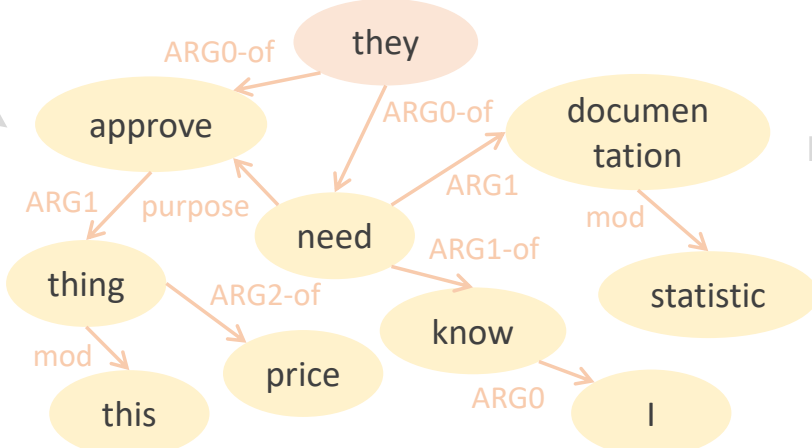 they
ARG0-of
approve
ARG0-of
documen
tation
ARG1
ARG1
purpose
need
mod
ARG1-of
thing
ARG2-of
statistic
know
mod
price
ARG0
this
I